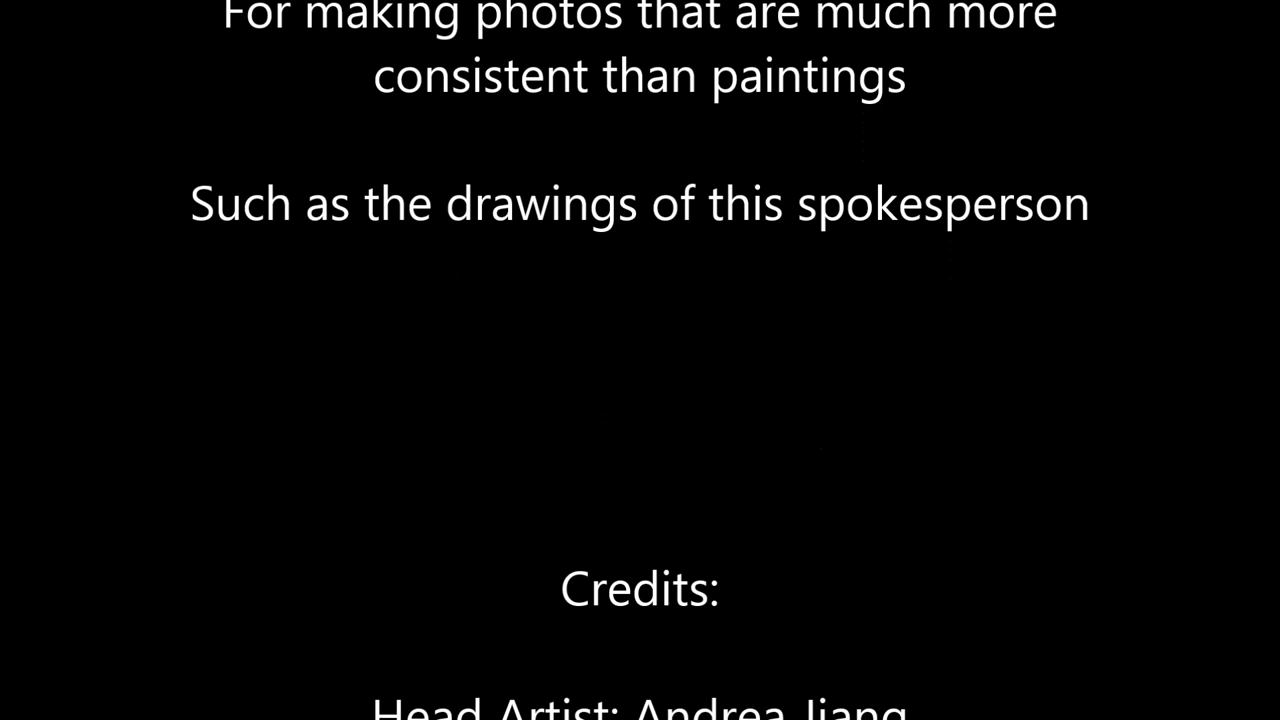 For making photos that are much more
consistent than paintings
Such as the drawings of this spokesperson
Credits:
Head Artist: Andrea Jiang